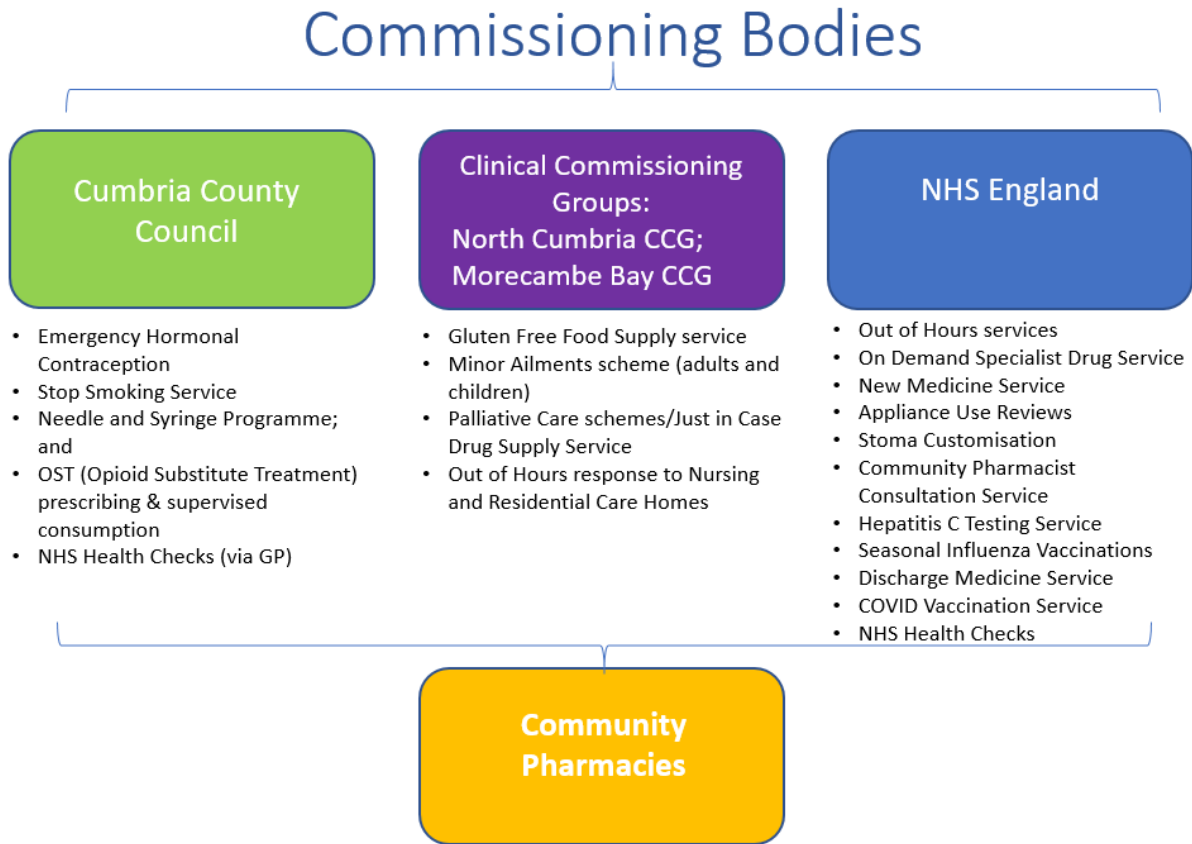 Commissioning Bodies
Cumbria County
Council
• Emergency Hormonal
Contraception
• Stop Smoking Service
• Needle and Syringe Programme;
and
• OST (Opioid Substitute Treatment)
prescribing & supervised
consumption
• NHS Health Checks (via GP)
Clinical Commissioning
Groups:
North Cumbria CCG;
Morecambe Bay CCG
• Gluten Free Food Supply service
• Minor Ailments scheme (adults and
children)
• Palliative Care schemes/Just in Case
Drug Supply Service
• Out of Hours response to Nursing
and Residential Care Homes
NHS England
• Out of Hours services
• On Demand Specialist Drug Service
• New Medicine Service
• Appliance Use Reviews
• Stoma Customisation
• Community Pharmacist
Consultation Service
• Hepatitis C Testing Service
• Seasonal Influenza Vaccinations
• Discharge Medicine Service
• COVID Vaccination Service
• NHS Health Checks
Community
Pharmacies